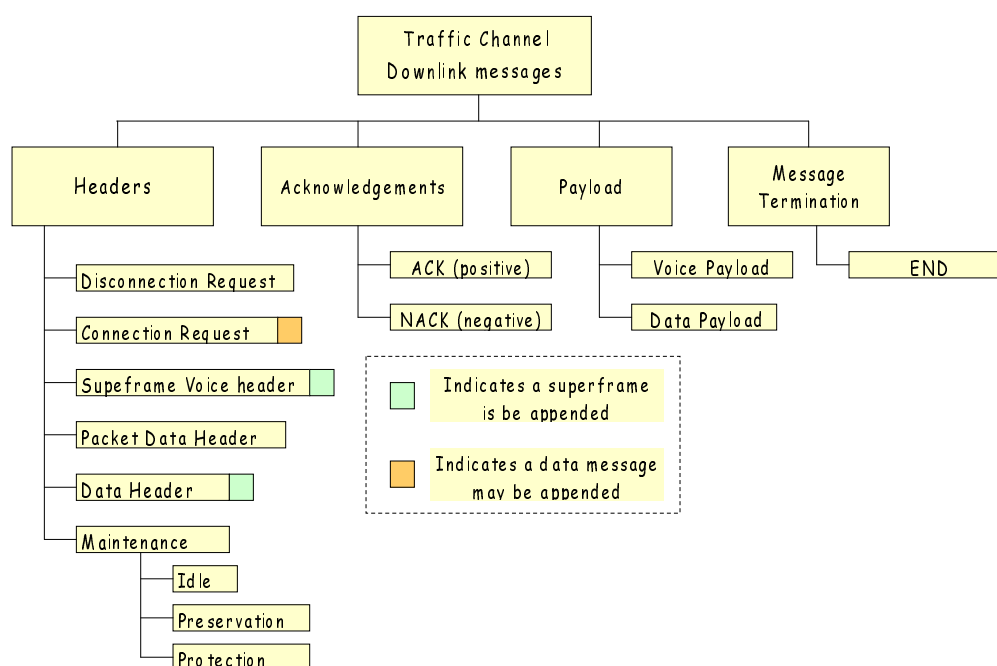 Traffic Channel
Downlink messages
Headers
Acknowledgements
Payload
Message
Termination
Disconnection Request
Connection Request
Supeframe Voice header
Packet Data Header
Data Header
Maintenance
Idle
Preservation
Protection
ACK (positive)
NACK (negative)
Voice Payload
Data Payload
END
Indicates a superframe
is be appended
Indicates a data message
may be appended